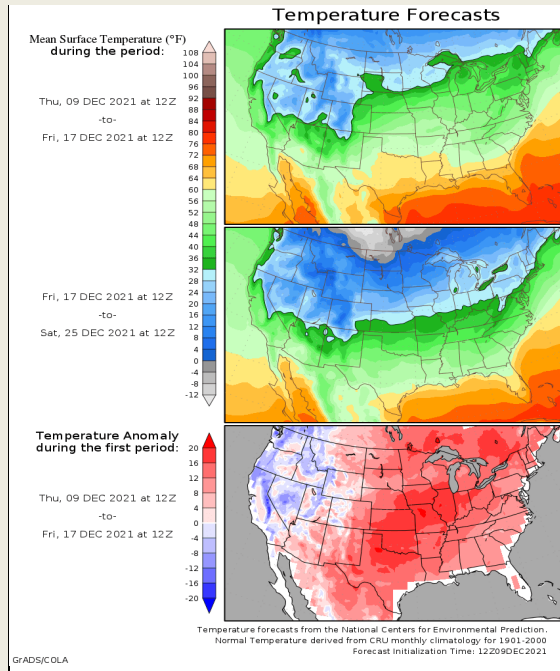 Temperature Forecasts
Mean Surface Temperature (°F)
during the period:
108
104
100
96
92
88
84
80
76
72
68
64
60
56
52
48
44
40
36
32
28
24
20
16
12
8
4
0
-4
-8
-12
Thu, 09 DEC 2021 at 12Z
-to-
Fri, 17 DEC 2021 at 12Z
Fri, 17 DEC 2021 at 12Z
-to-
Sat, 25 DEC 2021 at 12Z
Temperature Anomaly
during the first period:
20
16
12
8
4
0
-4
-8
-12
-16
-20
Thu, 09 DEC 2021 at 12Z
-to-
Fri, 17 DEC 2021 at 12Z
Temperature forecasts from the National Centers for Environmental Prediction.
Normal Temperature derived from CRU monthly climatology for 1901-2000
Forecast Initialization Time: 12Z09DEC2021
GrADS/COLA